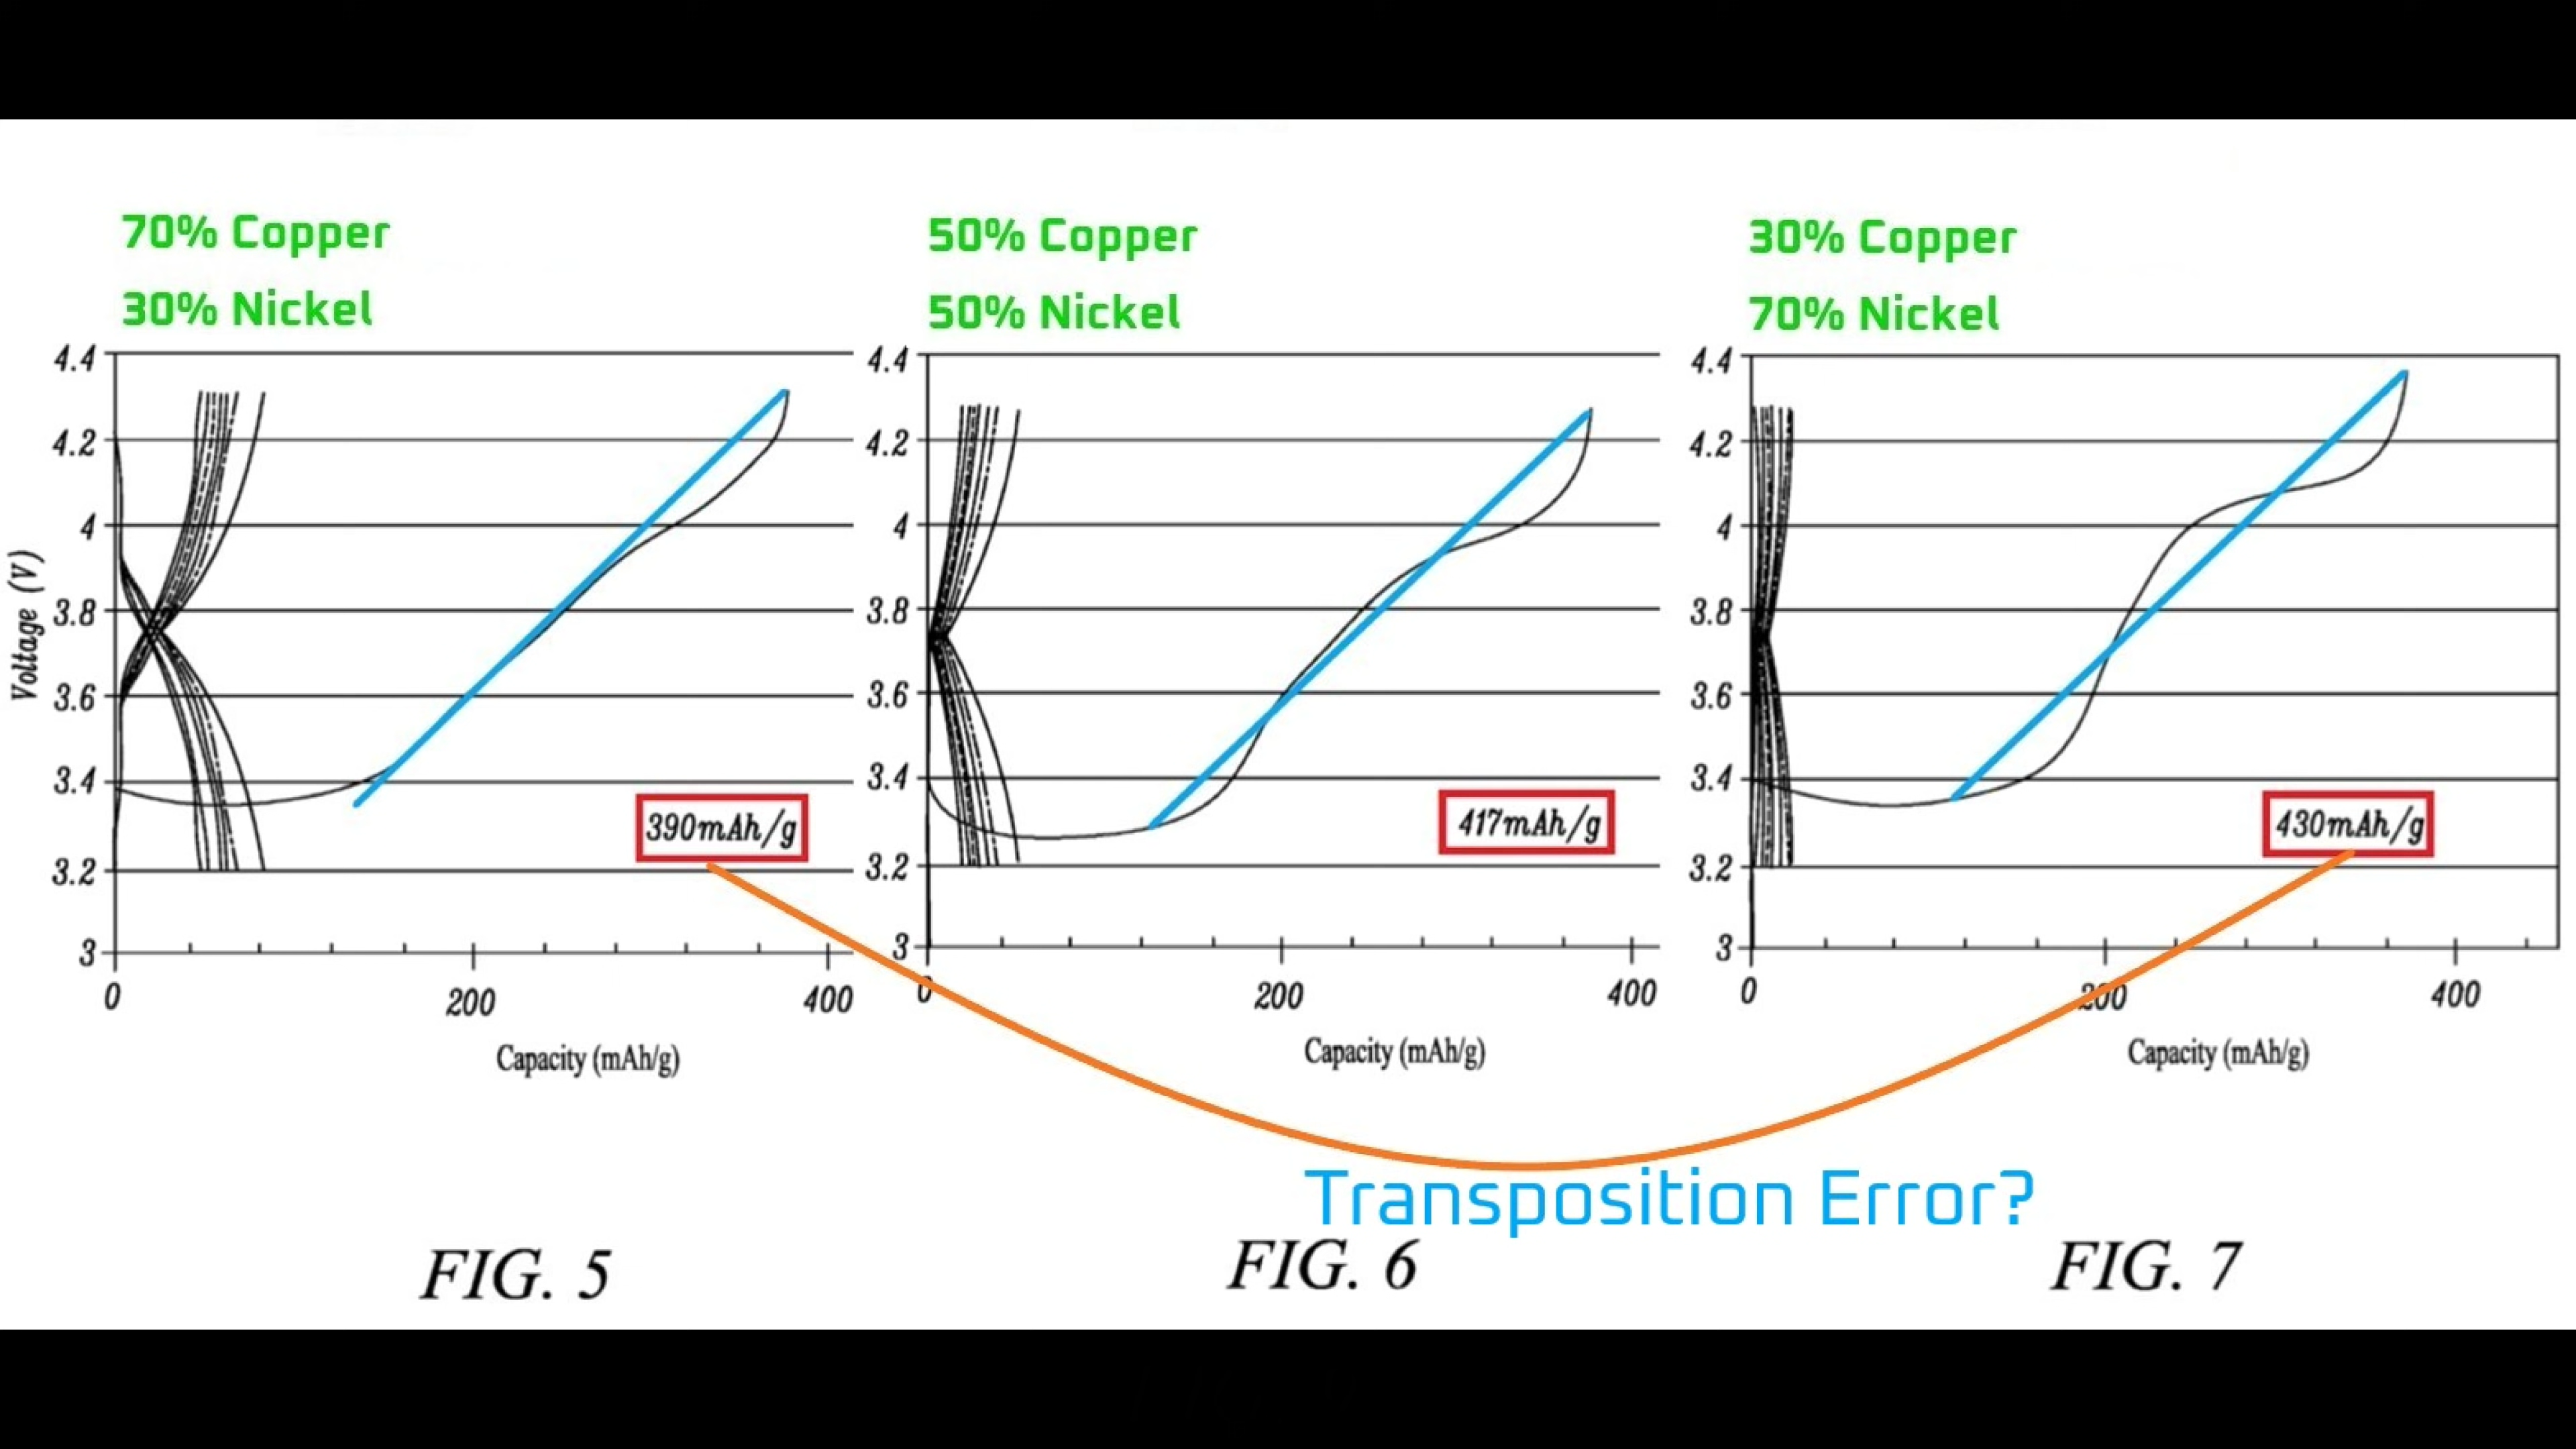 70% Copper
30% Nickel
50% Copper
50% Nickel
30% Copper
70% Nickel
Voltage (V)
4.4
4.2
4
3.8
3.6
3.4
3.2
3
0
200
400
Capacity (mAh/g)
390mAh/g
FIG. 5
4.4
4.2
4
3.8
3.6
3.4
3.2
3
0
200
400
Capacity (mAh/g)
417mAh/g
FIG. 6
4.4
4.2
4
3.8
3.6
3.4
3.2
3
0
200
400
Capacity (mAh/g)
430mAh/g
FIG. 7
Transposition Error?